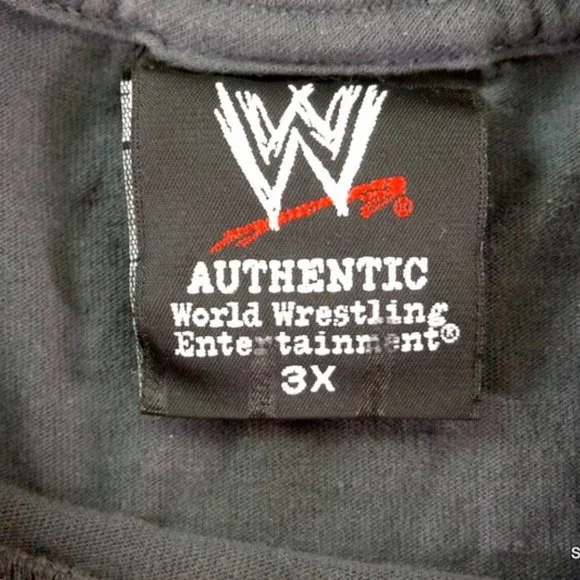 W®
AUTHENTIC
World Wrestling
Entertainment®
3X
S